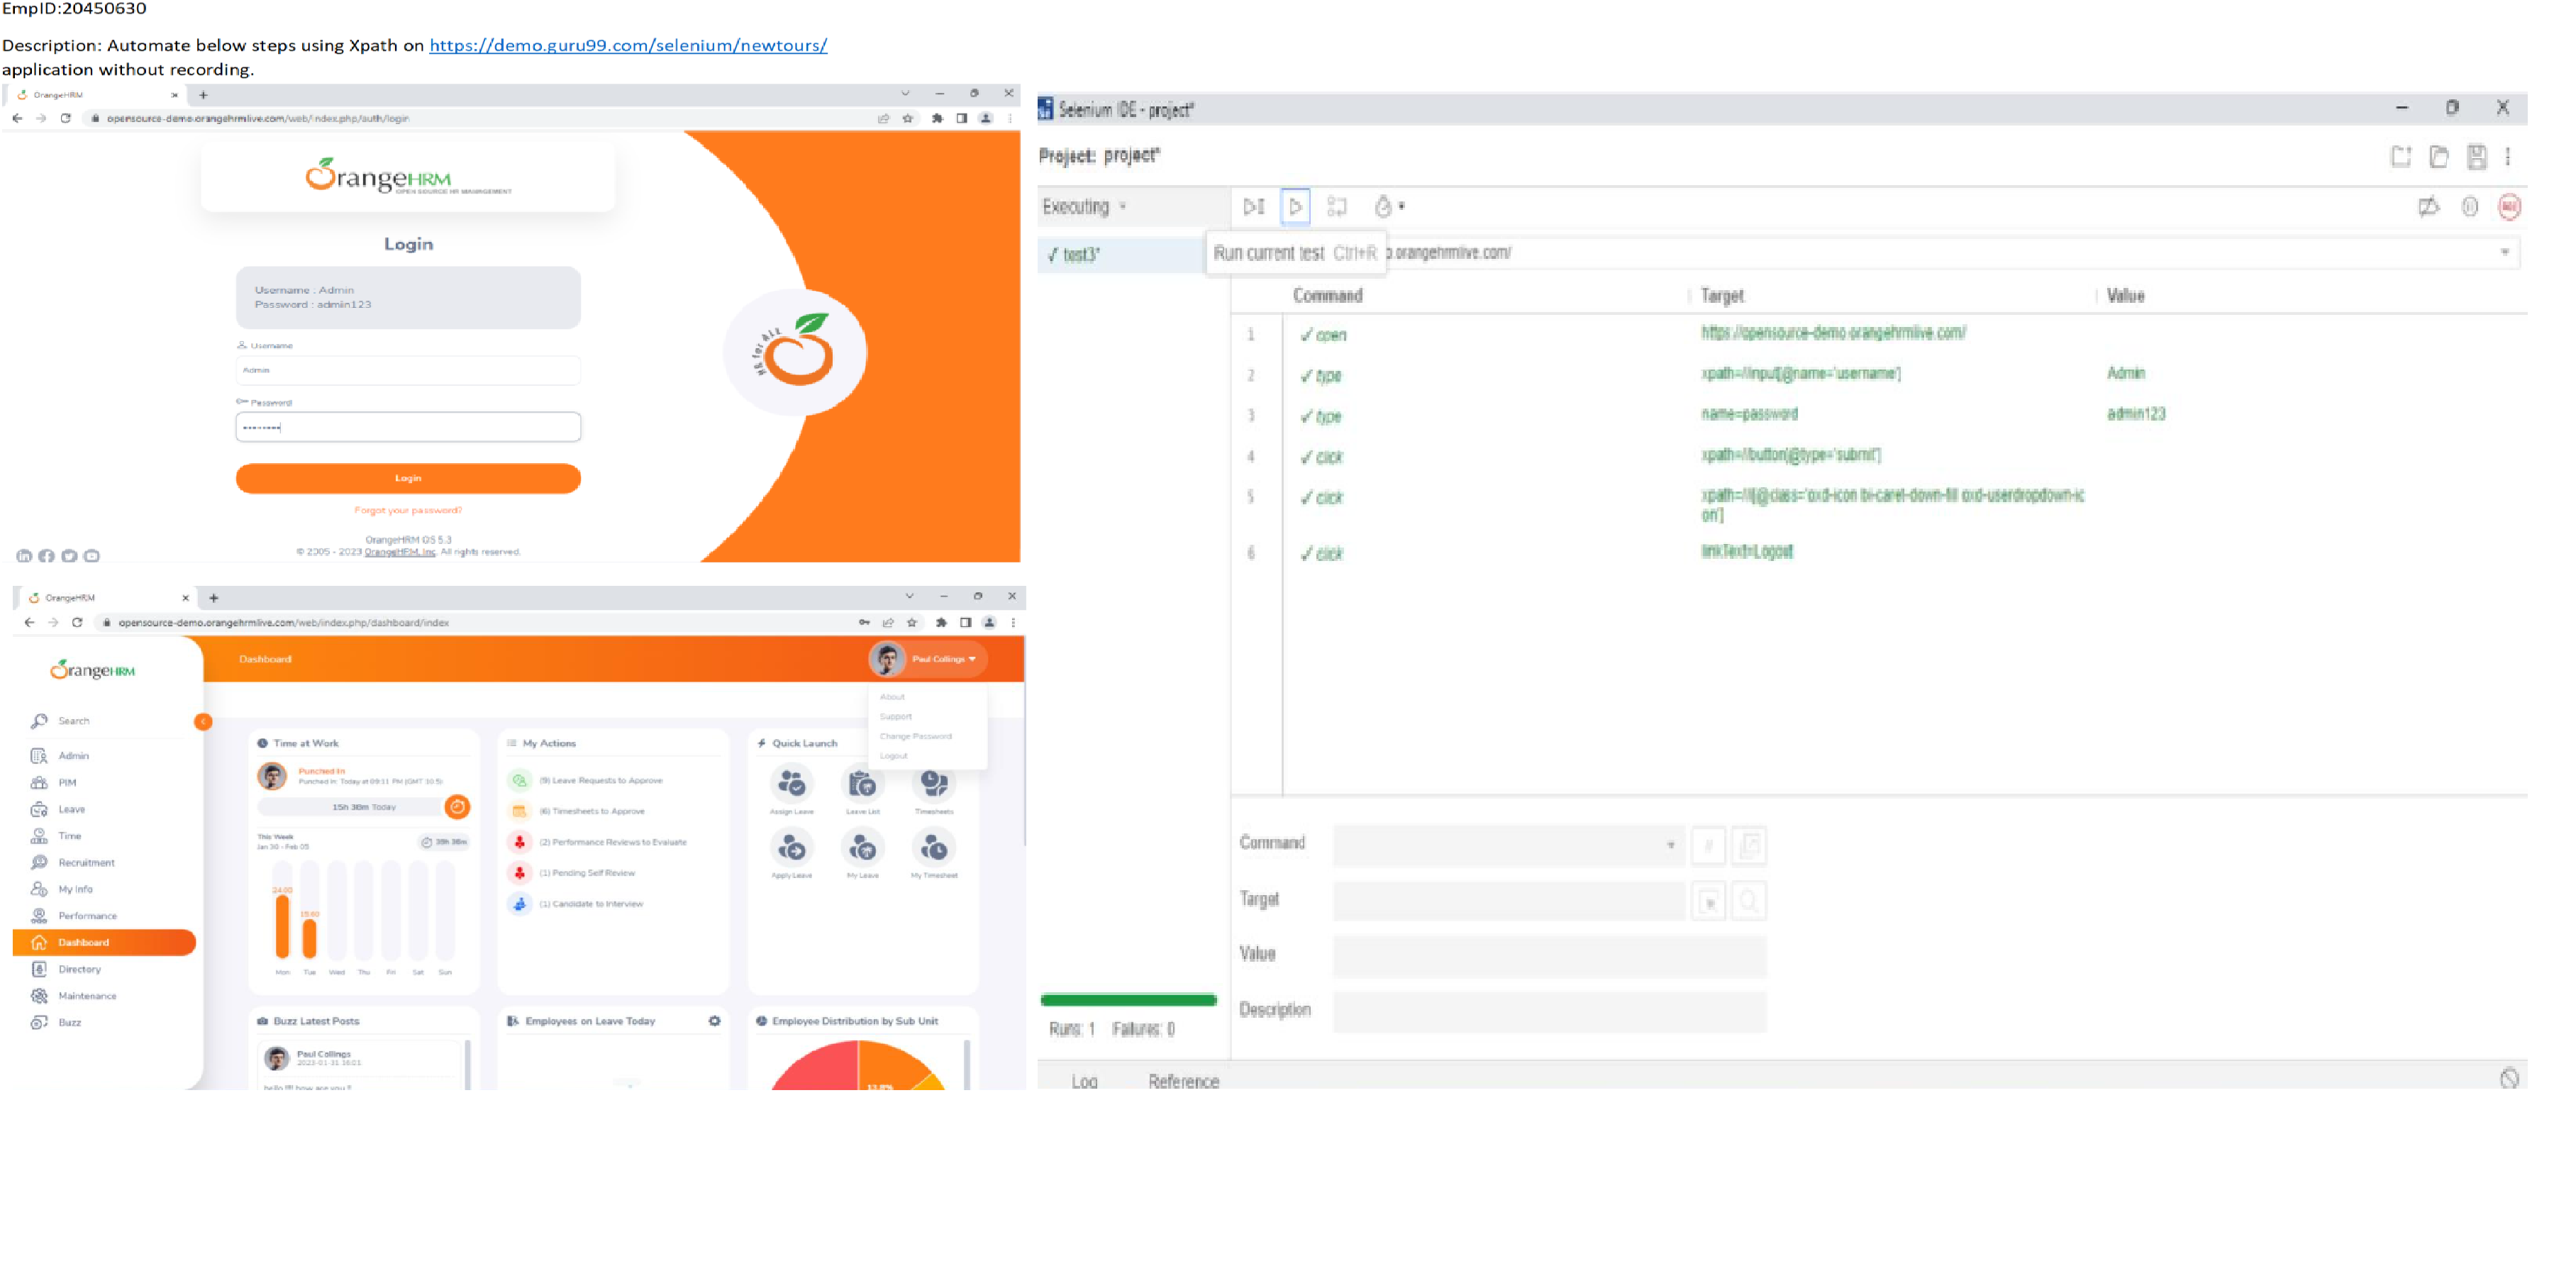 EmpID:20450630
Description: Automate below steps using Xpath on https://demo.guru99.com/selenium/newtours/
application without recording.
OrangeHRM
opensource-demo.orangehrmlive.com/web/index.php/auth/login
OrangeHRM
OPEN SOURCE HR MANAGEMENT
Login
Username : Admin
Password : admin123
Username
Admin
Password
Login
Forgot your password?
OrangeHRM OS 5.3
© 2005 - 2023 OrangeHRM, Inc. All rights reserved.
HR for ALL
OrangeHRM
opensource-demo.orangehrmlive.com/web/index.php/dashboard/index
OrangeHRM
Dashboard
Paul Collings
About
Support
Change Password
Logout
Search
Admin
PIM
Leave
Time
Recruitment
My Info
Performance
Dashboard
Directory
Maintenance
Buzz
Time at Work
Punched In
Punched In: Today at 09:11 PM (GMT 10.5)
15h 38m Today
This Week
Jan 30 - Feb 05
39h 38m
24:00
15:60
Mon Tue Wed Thu Fri Sat Sun
My Actions
(9) Leave Requests to Approve
(6) Timesheets to Approve
(2) Performance Reviews to Evaluate
(1) Pending Self Review
(1) Candidate to Interview
Quick Launch
Assign Leave Leave List Timesheets
Apply Leave My Leave My Timesheet
Buzz Latest Posts
Paul Collings
2023-01-31 16:01
hello !!!! how are you ?
Employees on Leave Today
Employee Distribution by Sub Unit
13.8%
Selenium IDE - project*
Project: project*
Executing
REC
✓ test3*
Run current test Ctrl+R
o.orangehrmlive.com/
Command Target Value
1 ✓ open https://opensource-demo.orangehrmlive.com/
2 ✓ type xpath=//input[@name='username'] Admin
3 ✓ type name=password admin123
4 ✓ click xpath=//button[@type='submit']
5 ✓ click xpath=//i[@class='oxd-icon bi-caret-down-fill oxd-userdropdown-ic
on']
6 ✓ click linkText=Logout
Command
//
Target
Value
Description
Runs: 1 Failures: 0
Log Reference